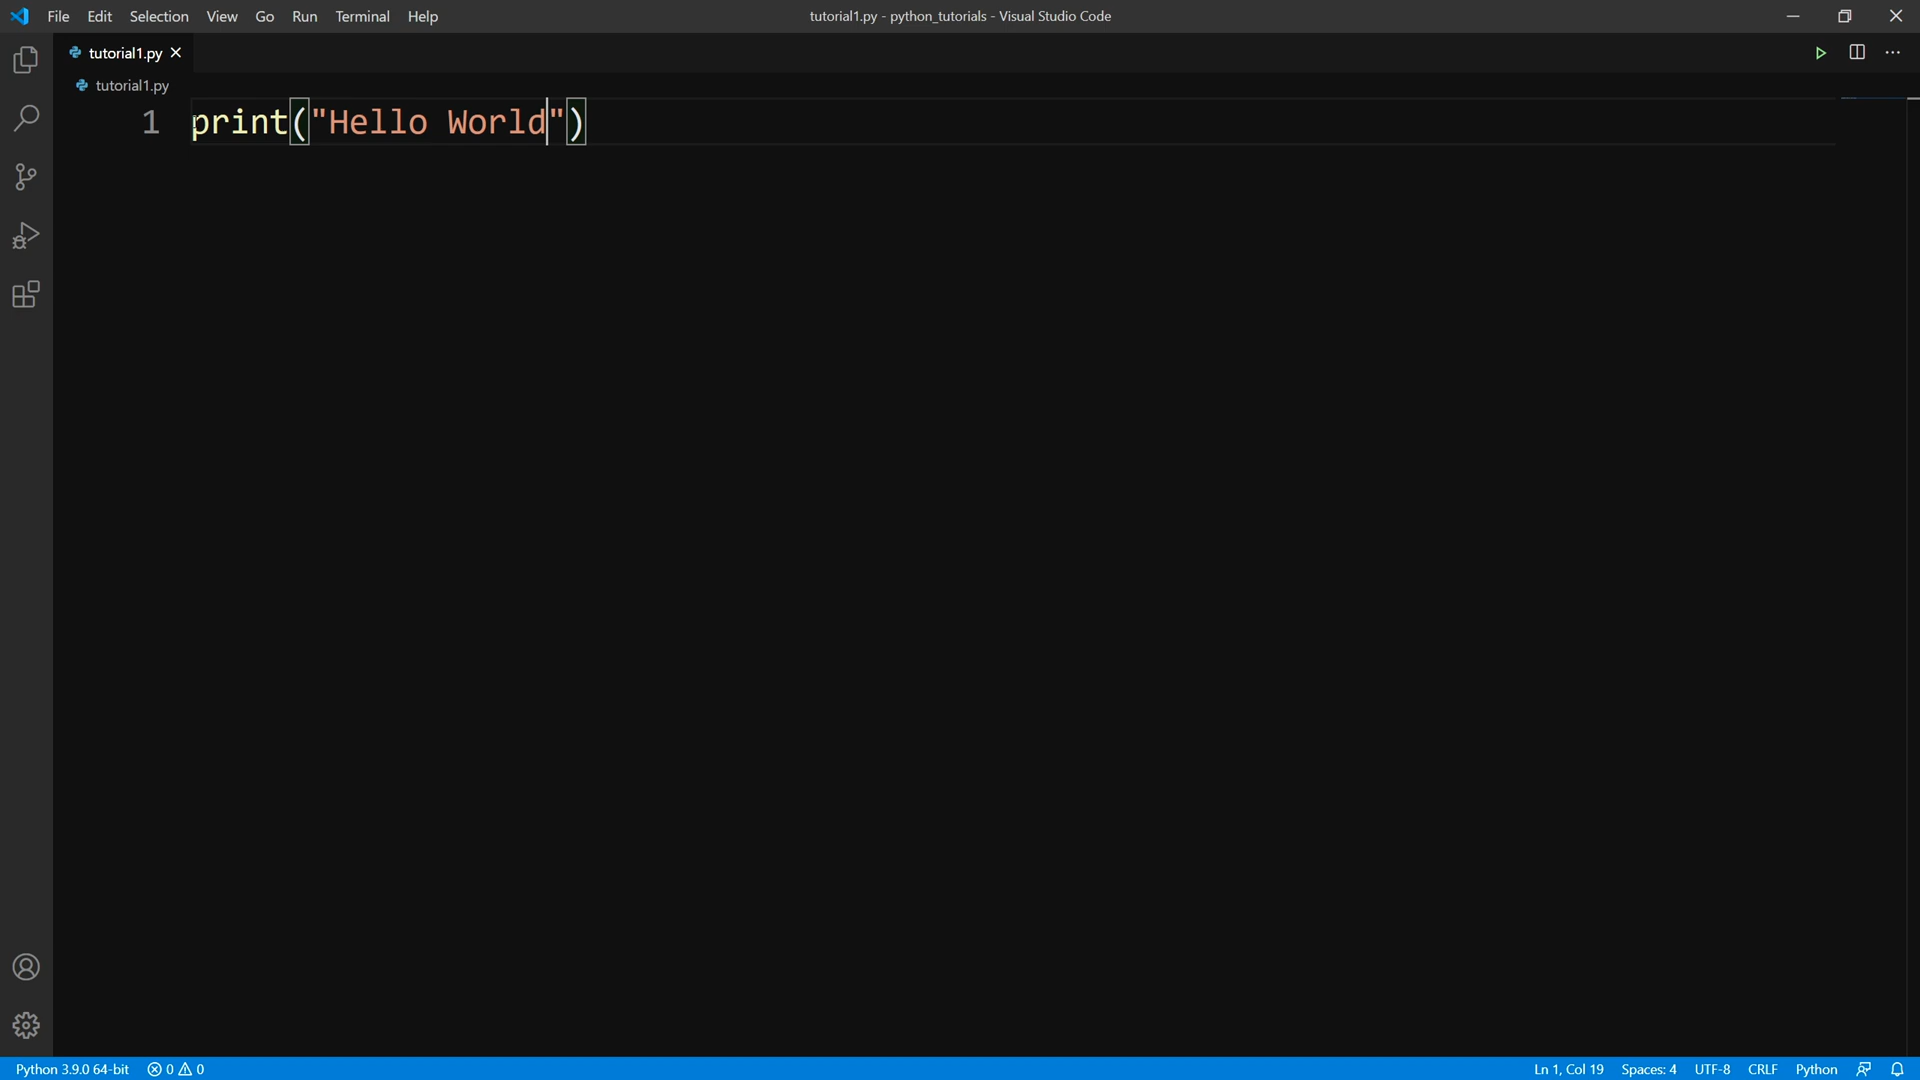 File Edit Selection View Go Run Terminal Help tutorial1.py - python_tutorials - Visual Studio Code
tutorial1.py
tutorial1.py
1 print("Hello World")
Python 3.9.0 64-bit 0 0 Ln 1, Col 19 Spaces: 4 UTF-8 CRLF Python